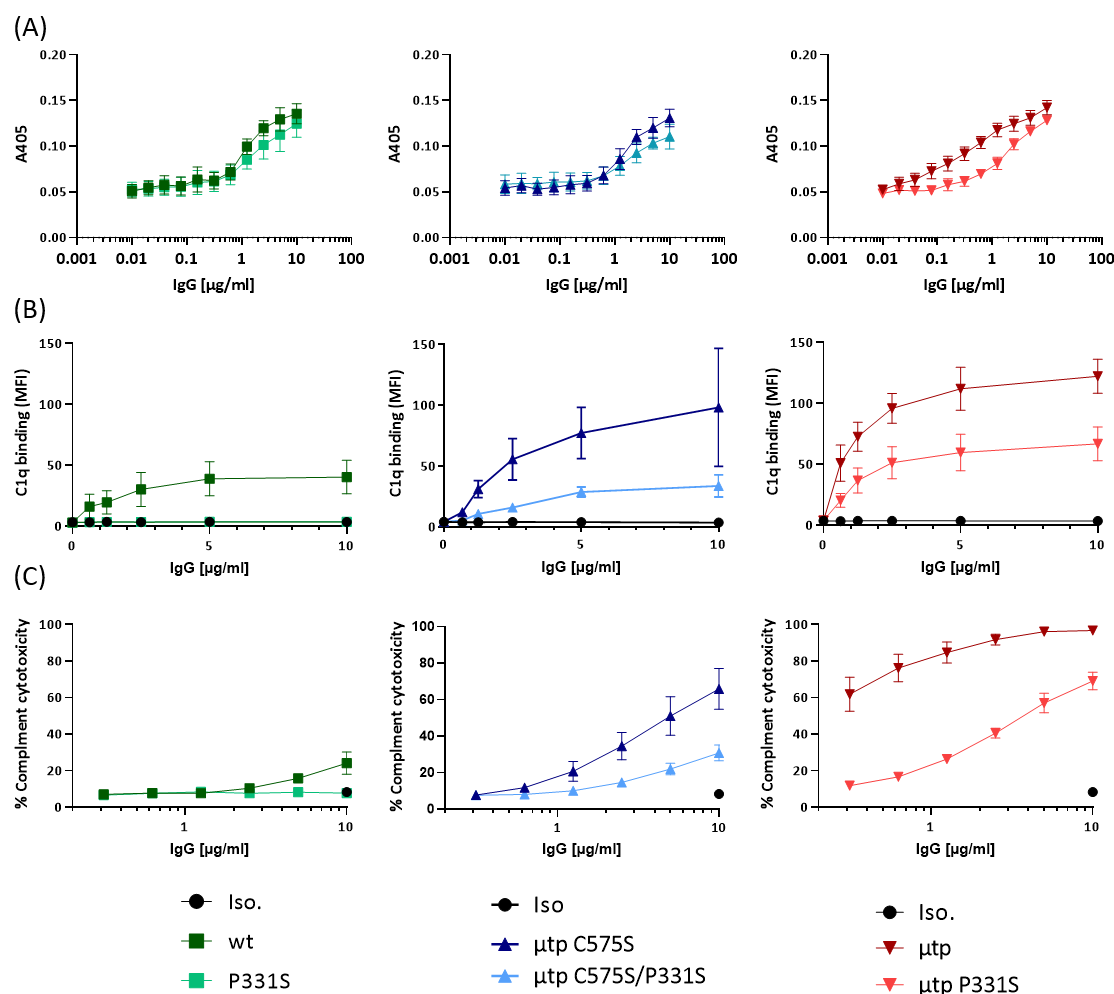 (A)
0.20 0.20 0.20
0.15 0.15 0.15
A405 A405 A405
0.10 0.10 0.10
0.05 0.05 0.05
0.00 0.00 0.00
0.001 0.01 0.1 1 10 100 0.001 0.01 0.1 1 10 100 0.001 0.01 0.1 1 10 100
IgG [µg/ml] IgG [µg/ml] IgG [µg/ml]
(B)
150 150 150
C1q binding (MFI) C1q binding (MFI) C1q binding (MFI)
100 100 100
50 50 50
0 0 0
0 5 10 0 5 10 0 5 10
IgG [µg/ml] IgG [µg/ml] IgG [µg/ml]
(C)
100 100 100
% Complment cytotoxicity % Complment cytotoxicity % Complment cytotoxicity
80 80 80
60 60 60
40 40 40
20 20 20
0 0 0
1 10 1 10 1 10
IgG [µg/ml] IgG [µg/ml] IgG [µg/ml]
Iso. Iso Iso.
wt µtp C575S µtp
P331S µtp C575S/P331S µtp P331S